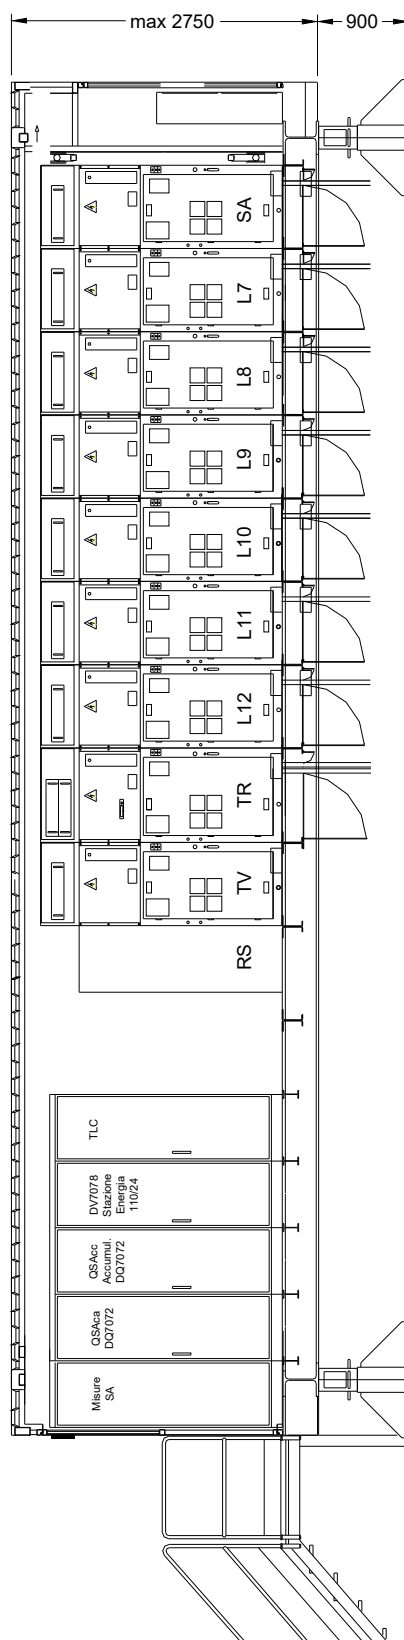 max 2750
900
SA
L7
L8
L9
L10
L11
L12
TR
TV
RS
TLC
DV7078
Stazione
Energia
110/24
QSAcc
Accumul.
DQ7072
QSAca
DQ7072
Misure
SA